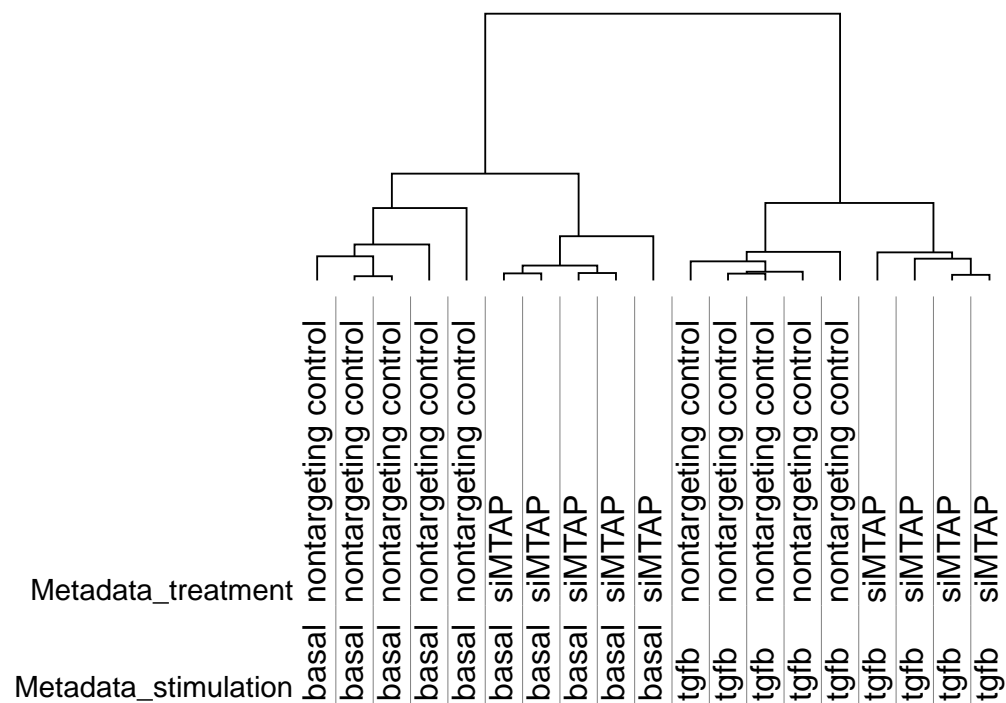 Metadata_treatment nontargeting control nontargeting control nontargeting control nontargeting control nontargeting control siMTAP siMTAP siMTAP siMTAP siMTAP nontargeting control nontargeting control nontargeting control nontargeting control nontargeting control siMTAP siMTAP siMTAP siMTAP
Metadata_stimulation basal basal basal basal basal basal basal basal basal basal tgfb tgfb tgfb tgfb tgfb tgfb tgfb tgfb tgfb